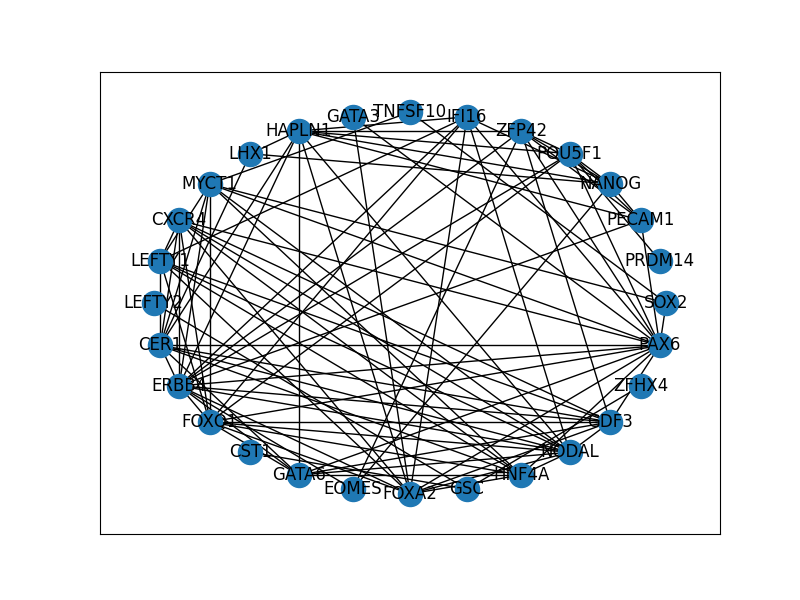 TNFSF10
GATA3
IFI16
HAPLN1
ZFP42
LHX1
POU5F1
MYCT1
NANOG
CXCR4
PECAM1
LEFTY1
PRDM14
LEFTY2
SOX2
CER1
PAX6
ERBB4
ZFHX4
FOXQ1
GDF3
CST1
NODAL
GATA6
HNF4A
EOMES
GSC
FOXA2